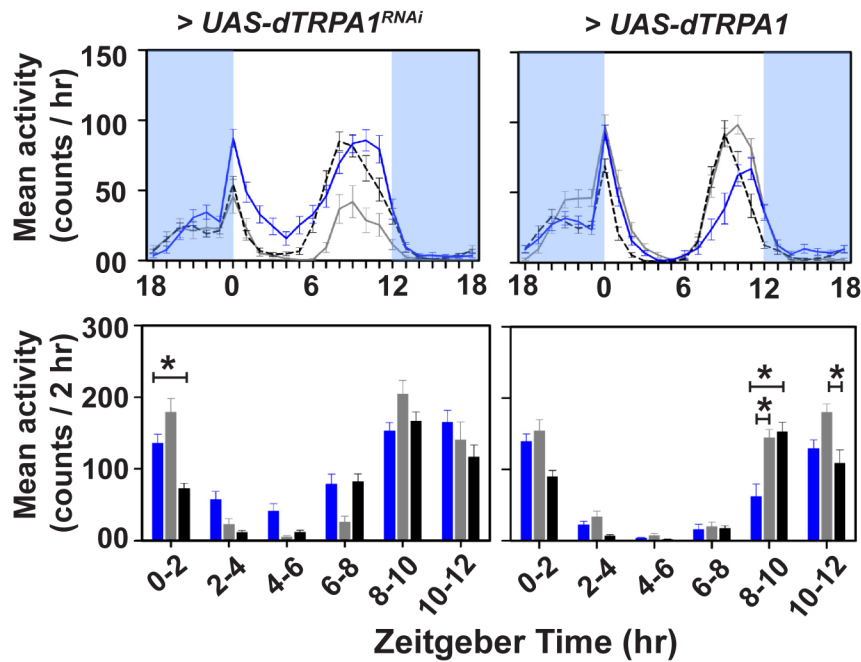 > UAS-dTRPA1RNAi
> UAS-dTRPA1
Mean activity
(counts / hr)
150
100
50
00
18 0 6 12 18
18 0 6 12 18
Mean activity
(counts / 2 hr)
300
200
100
00
*
* * *
0-2 2-4 4-6 6-8 8-10 10-12
0-2 2-4 4-6 6-8 8-10 10-12
Zeitgeber Time (hr)